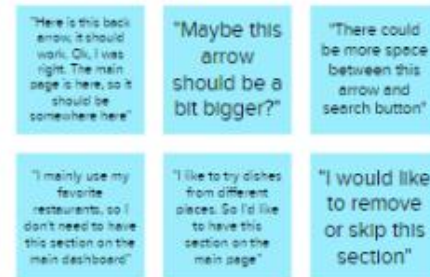 "Here is this back
arrow, it should
work. Ok, I was
right. The main
page is here, so it
should be
somewhere here"
"Maybe this
arrow
should be a
bit bigger?"
"There could
be more space
between this
arrow and
search button"
"I mainly use my
favorite
restaurants, so I
don't need to have
this section on the
main dashboard"
"I like to try dishes
from different
places. So I'd like
to have this
section on the
main page"
"I would like
to remove
or skip this
section"